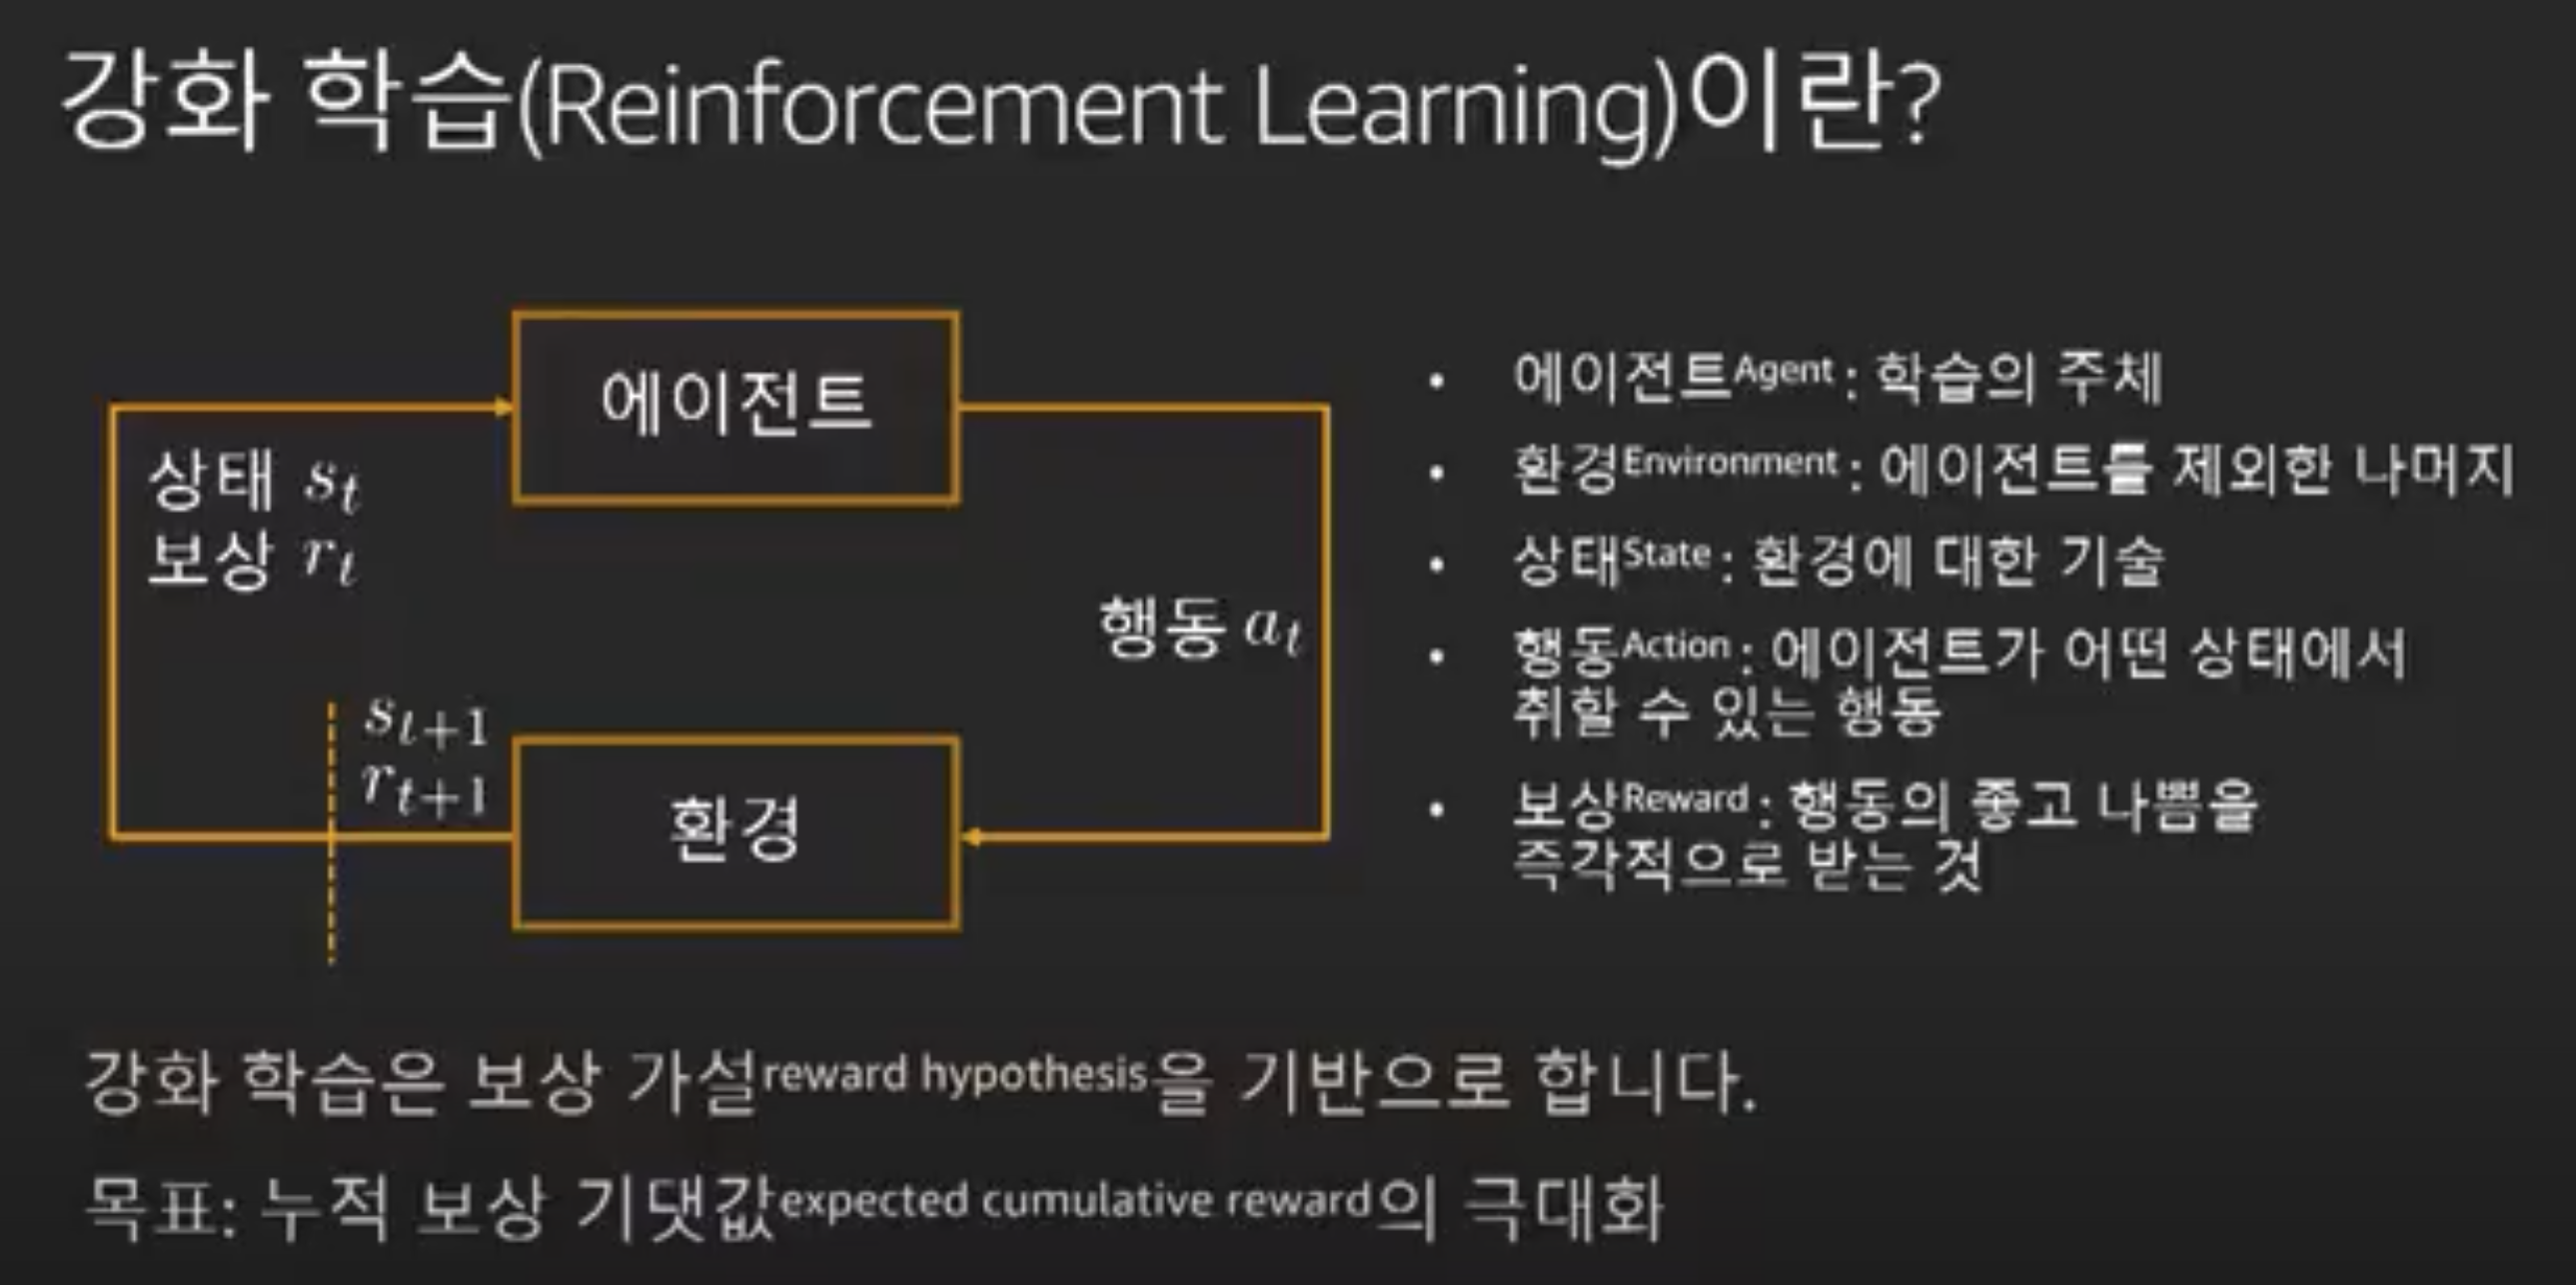 강화 학습(Reinforcement Learning)이란?
에이전트
상태 s_t
보상 r_t
행동 a_t
s_{t+1}
r_{t+1}
환경
• 에이전트Agent : 학습의 주체
• 환경Environment : 에이전트를 제외한 나머지
• 상태State : 환경에 대한 기술
• 행동Action : 에이전트가 어떤 상태에서
취할 수 있는 행동
• 보상Reward : 행동의 좋고 나쁨을
즉각적으로 받는 것
강화 학습은 보상 가설reward hypothesis을 기반으로 합니다.
목표: 누적 보상 기댓값expected cumulative reward의 극대화